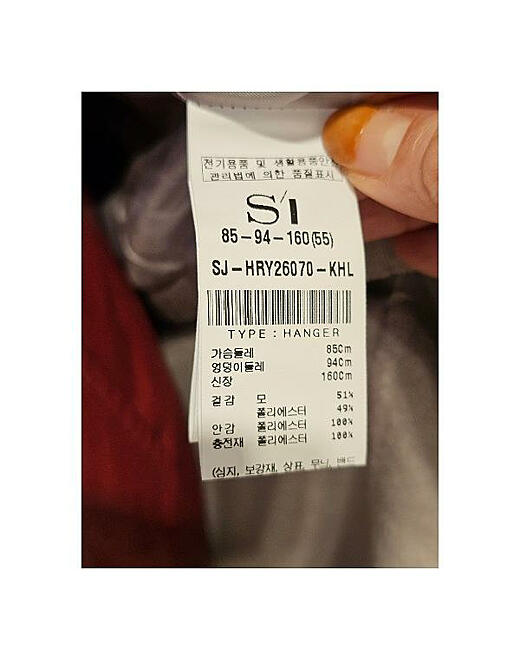 전기용품 및 생활용품안전
관리법에 의한 품질표시
S'I
85-94-160(55)
SJ-HRY26070-KHL
TYPE : HANGER
가슴둘레 85Cm
엉덩이둘레 94Cm
신장 160Cm
겉감 모 51%
폴리에스터 49%
안감 폴리에스터 100%
충전재 폴리에스터 100%
(심지, 보강재, 상표, 무늬, 밴드